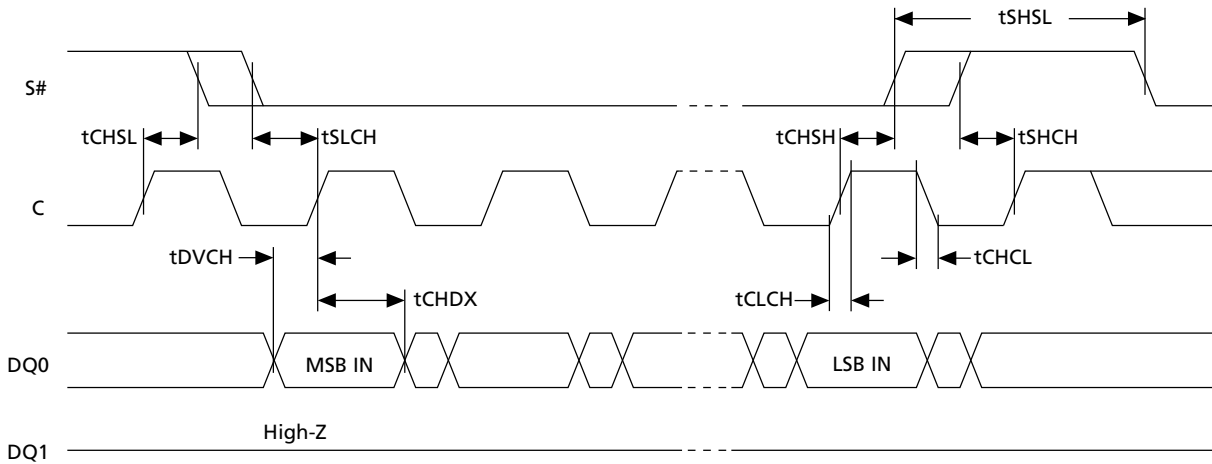 tSHSL
S#
tCHSL
tSLCH
tCHSH
tSHCH
C
tDVCH
tCHCL
tCHDX
tCLCH
DQ0
MSB IN
LSB IN
High-Z
DQ1